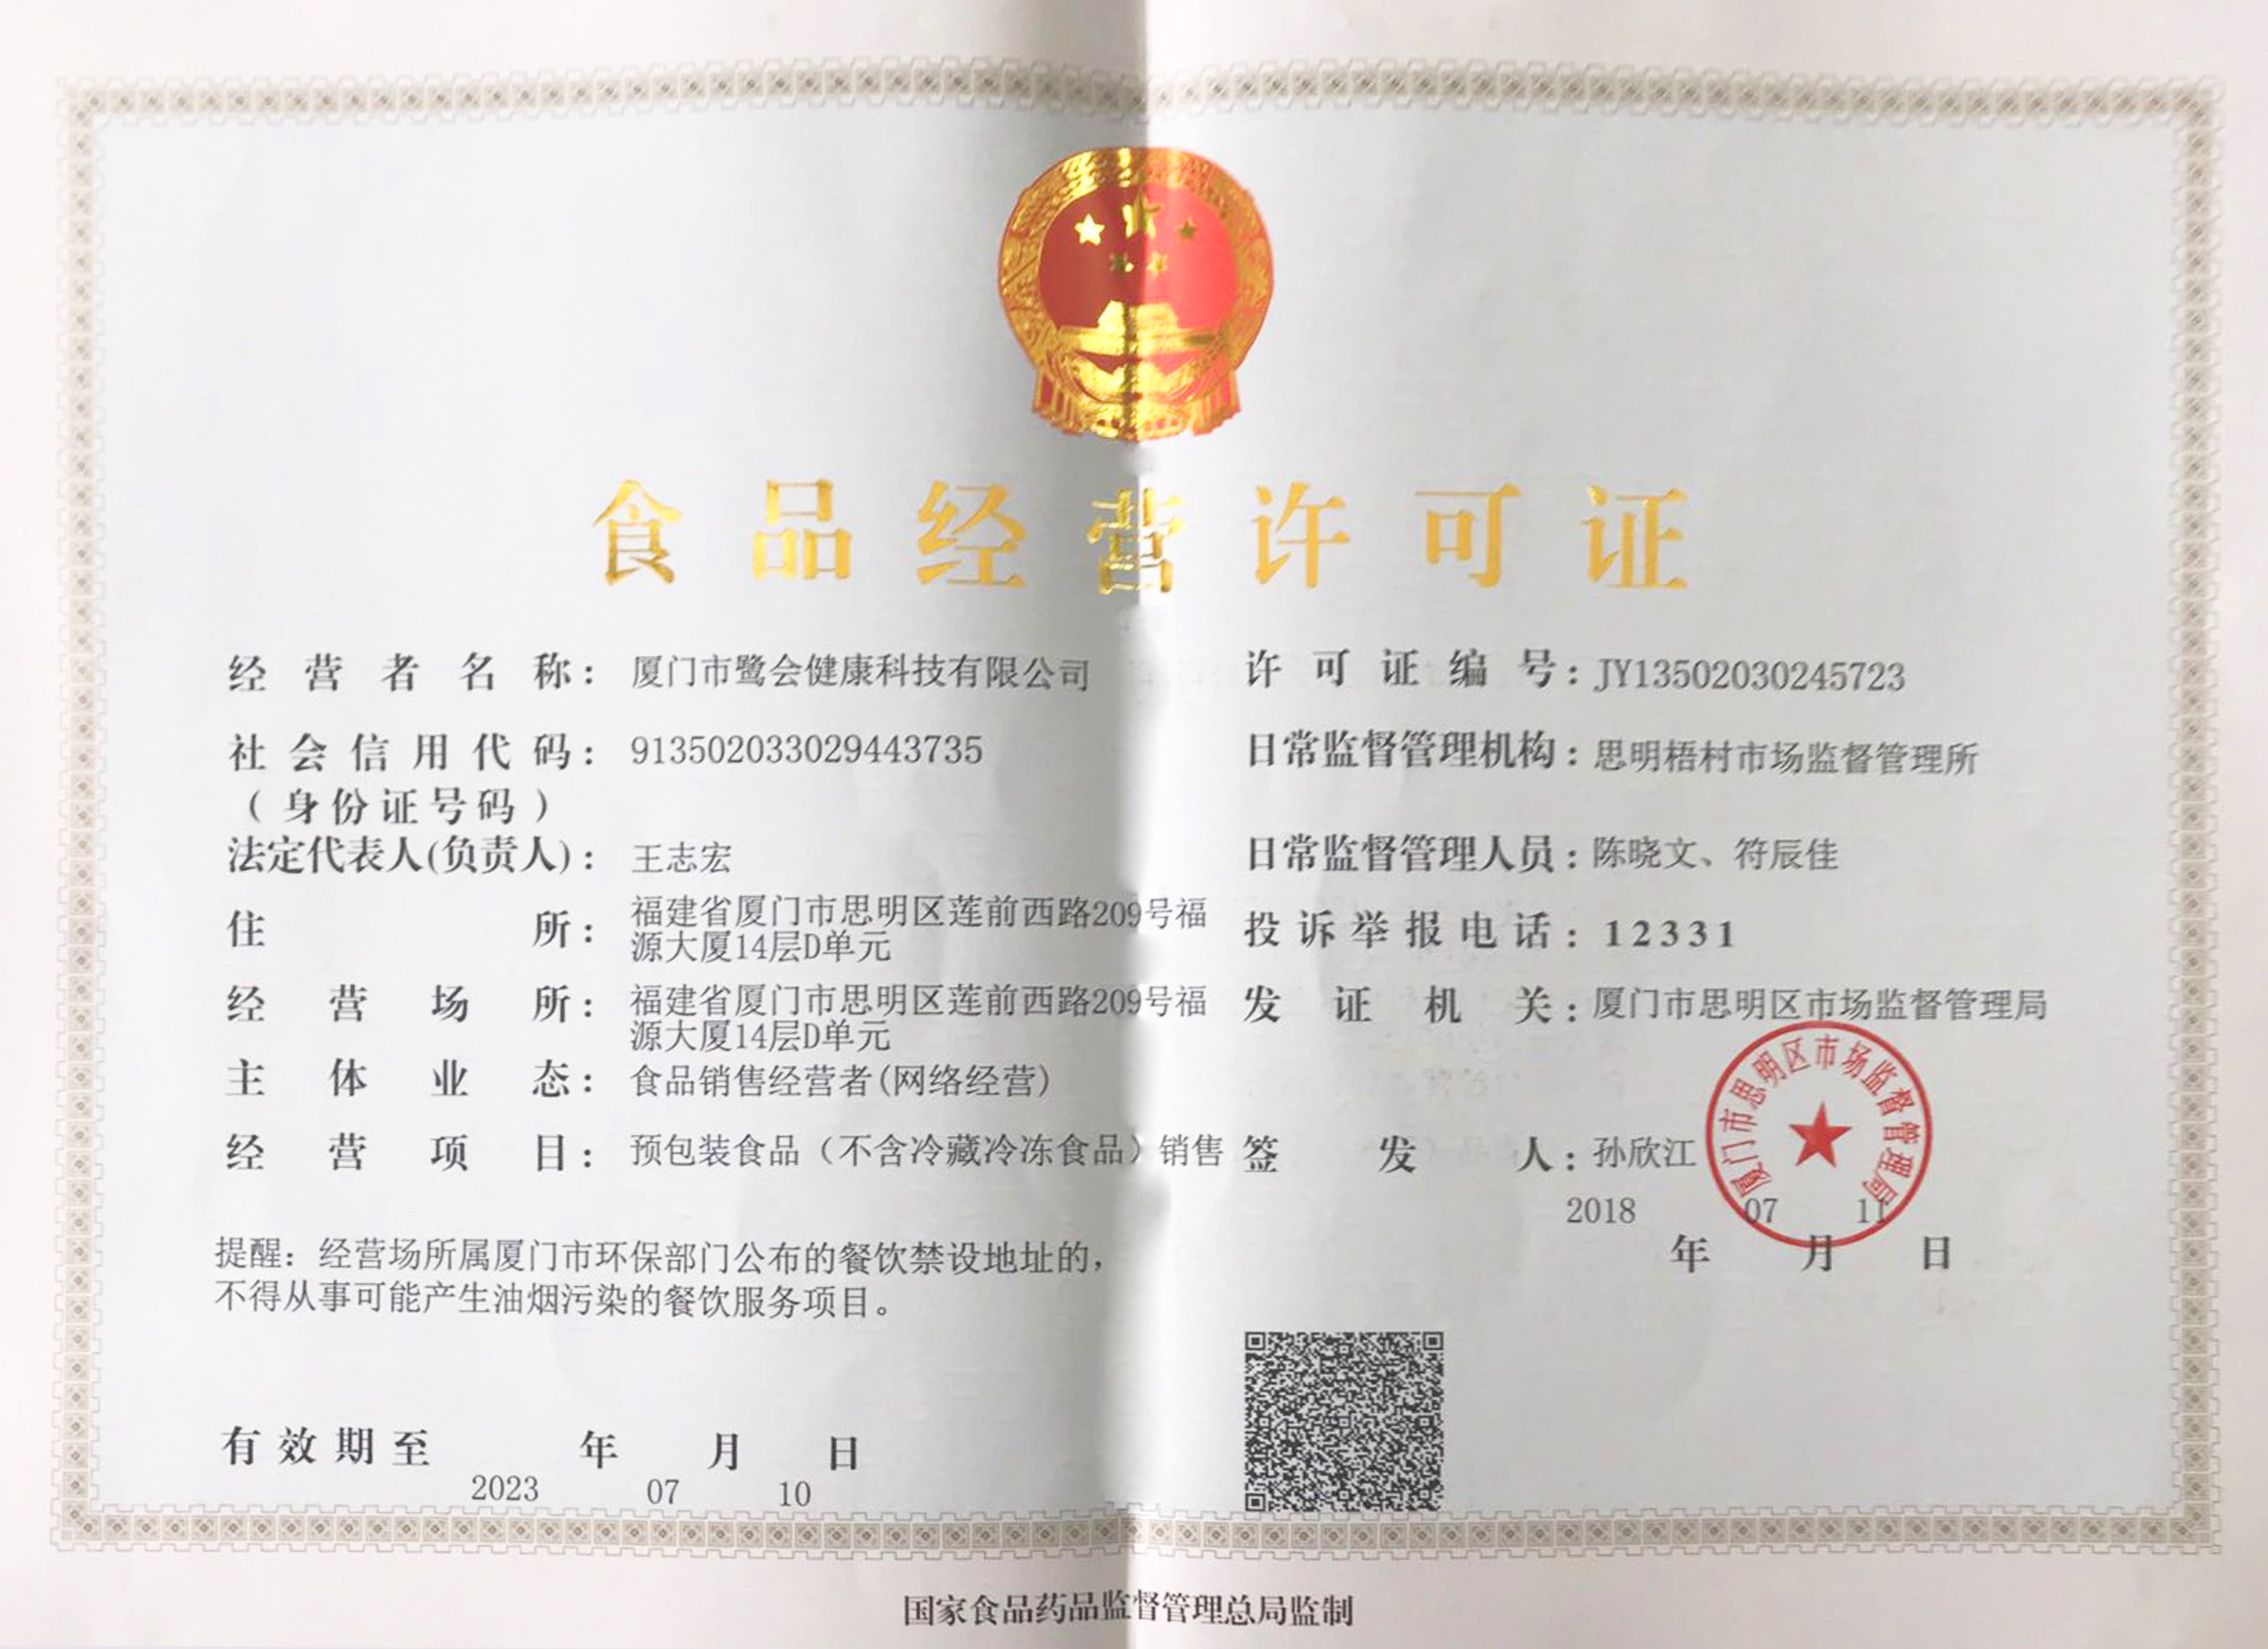 食品经营许可证
经营者名称：厦门市鹭会健康科技有限公司
社会信用代码：913502033029443735
（身份证号码）
法定代表人(负责人)：王志宏
住所：福建省厦门市思明区莲前西路209号福
源大厦14层D单元
经营场所：福建省厦门市思明区莲前西路209号福
源大厦14层D单元
主体业态：食品销售经营者(网络经营)
经营项目：预包装食品（不含冷藏冷冻食品）销售
提醒：经营场所属厦门市环保部门公布的餐饮禁设地址的，
不得从事可能产生油烟污染的餐饮服务项目。
有效期至 年 月 日
2023 07 10
许可证编号：JY13502030245723
日常监督管理机构：思明梧村市场监督管理所
日常监督管理人员：陈晓文、符辰佳
投诉举报电话：12331
发证机关：厦门市思明区市场监督管理局
厦门市思明区市场监督管理局
签发人：孙欣江
2018 07 11
年 月 日
国家食品药品监督管理总局监制